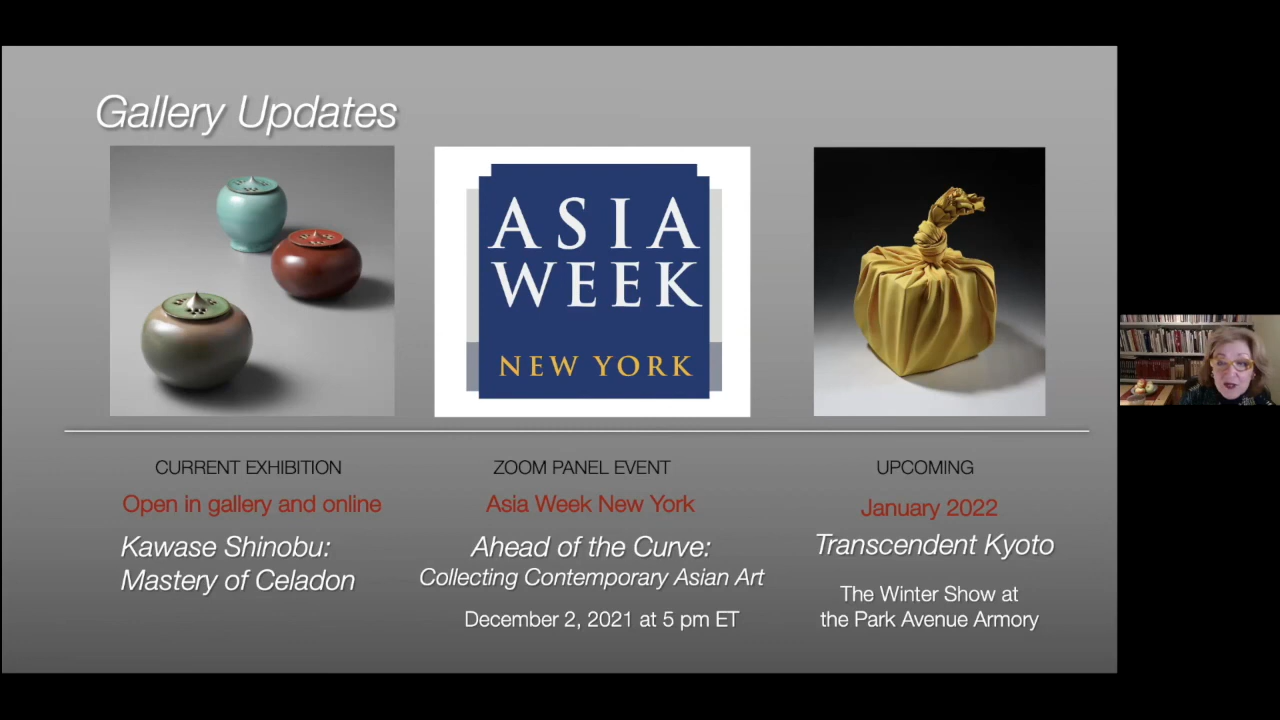 Gallery Updates
ASIA
WEEK
NEW YORK
CURRENT EXHIBITION
Open in gallery and online
Kawase Shinobu:
Mastery of Celadon
ZOOM PANEL EVENT
Asia Week New York
Ahead of the Curve:
Collecting Contemporary Asian Art
December 2, 2021 at 5 pm ET
UPCOMING
January 2022
Transcendent Kyoto
The Winter Show at
the Park Avenue Armory